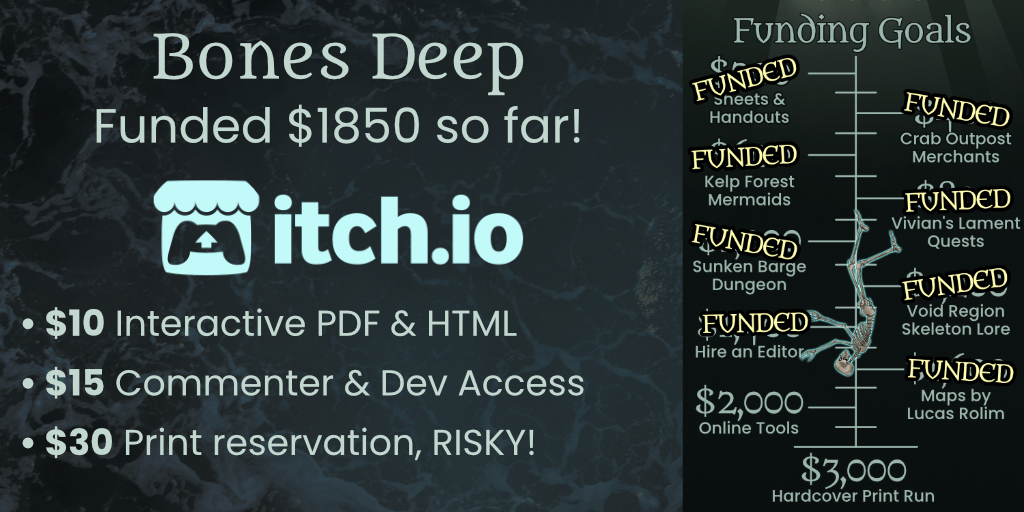 Bones Deep
Funded $1850 so far!
itch.io
• $10 Interactive PDF & HTML
• $15 Commenter & Dev Access
• $30 Print reservation, RISKY!
Funding Goals
FUNDED
Sheets &
Handouts
FUNDED
Crab Outpost
Merchants
FUNDED
Kelp Forest
Mermaids
FUNDED
Vivian's Lament
Quests
FUNDED
Sunken Barge
Dungeon
FUNDED
Void Region
Skeleton Lore
FUNDED
Hire an Editor
FUNDED
Maps by
Lucas Rolim
$2,000
Online Tools
$3,000
Hardcover Print Run